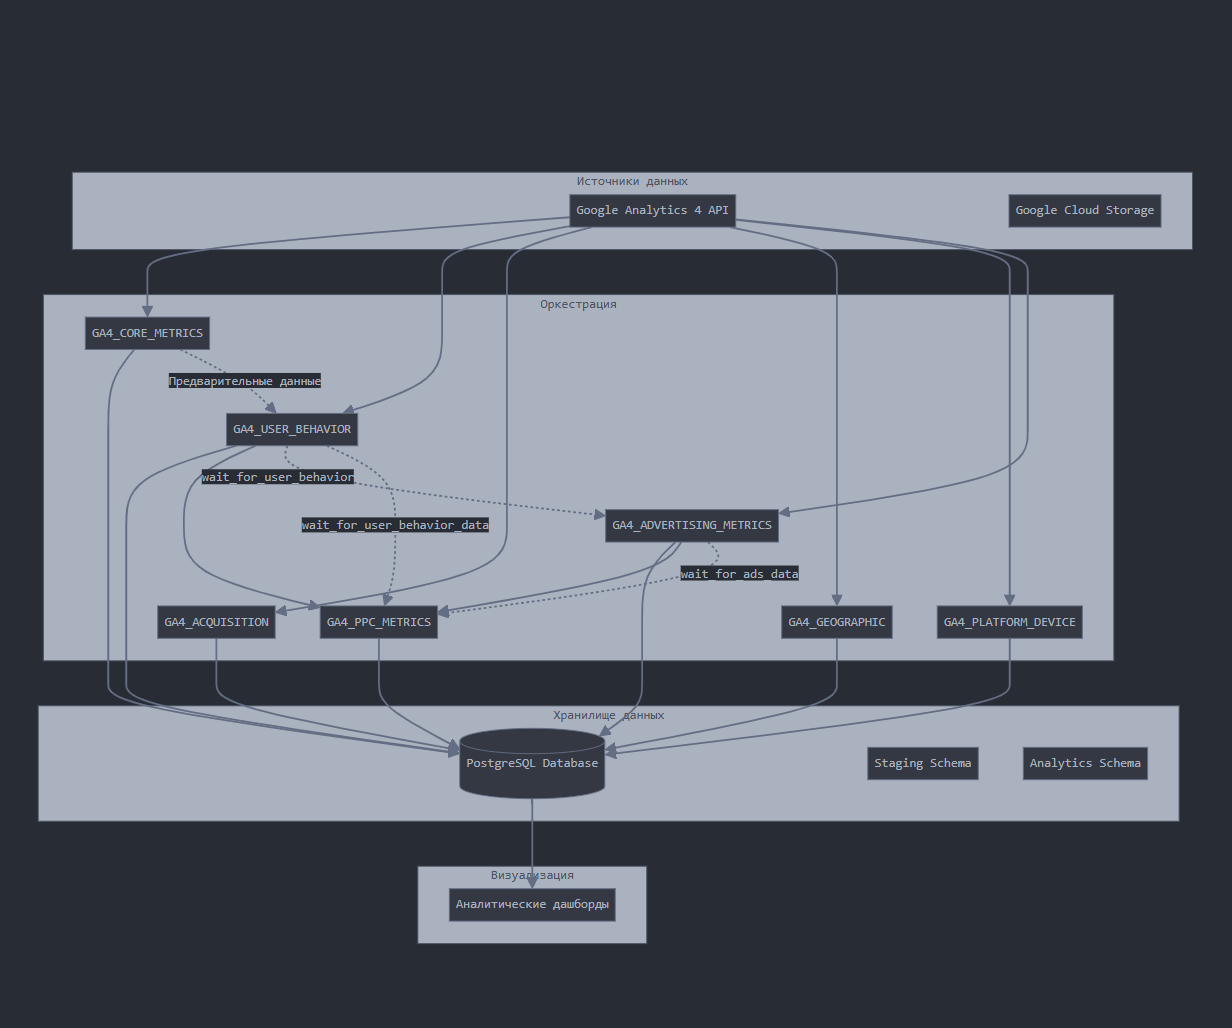 Источники данных
Google Analytics 4 API
Google Cloud Storage
Оркестрация
GA4_CORE_METRICS
Предварительные данные
GA4_USER_BEHAVIOR
wait_for_user_behavior
wait_for_user_behavior_data
GA4_ADVERTISING_METRICS
wait_for_ads_data
GA4_ACQUISITION
GA4_PPC_METRICS
GA4_GEOGRAPHIC
GA4_PLATFORM_DEVICE
Хранилище данных
PostgreSQL Database
Staging Schema
Analytics Schema
Визуализация
Аналитические дашборды